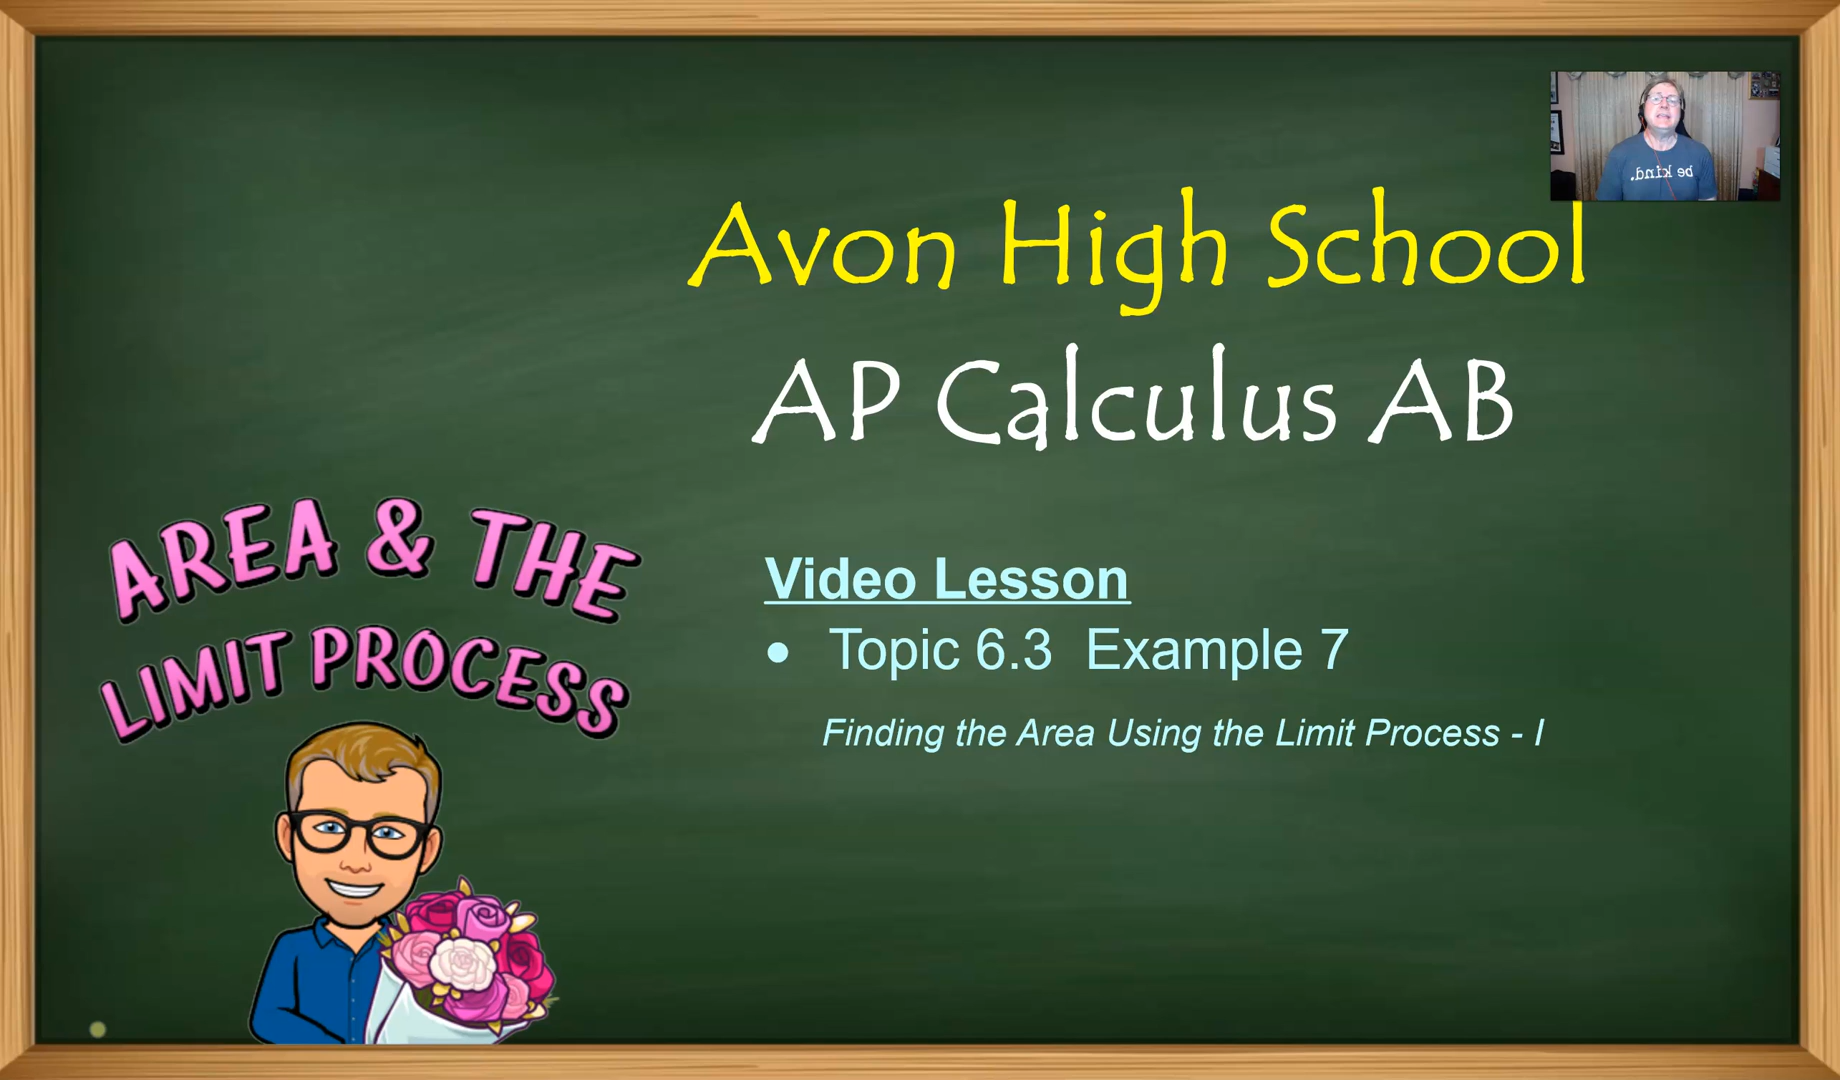 Avon High School
AP Calculus AB
be kind.
AREA & THE
LIMIT PROCESS
Video Lesson
• Topic 6.3 Example 7
Finding the Area Using the Limit Process - I